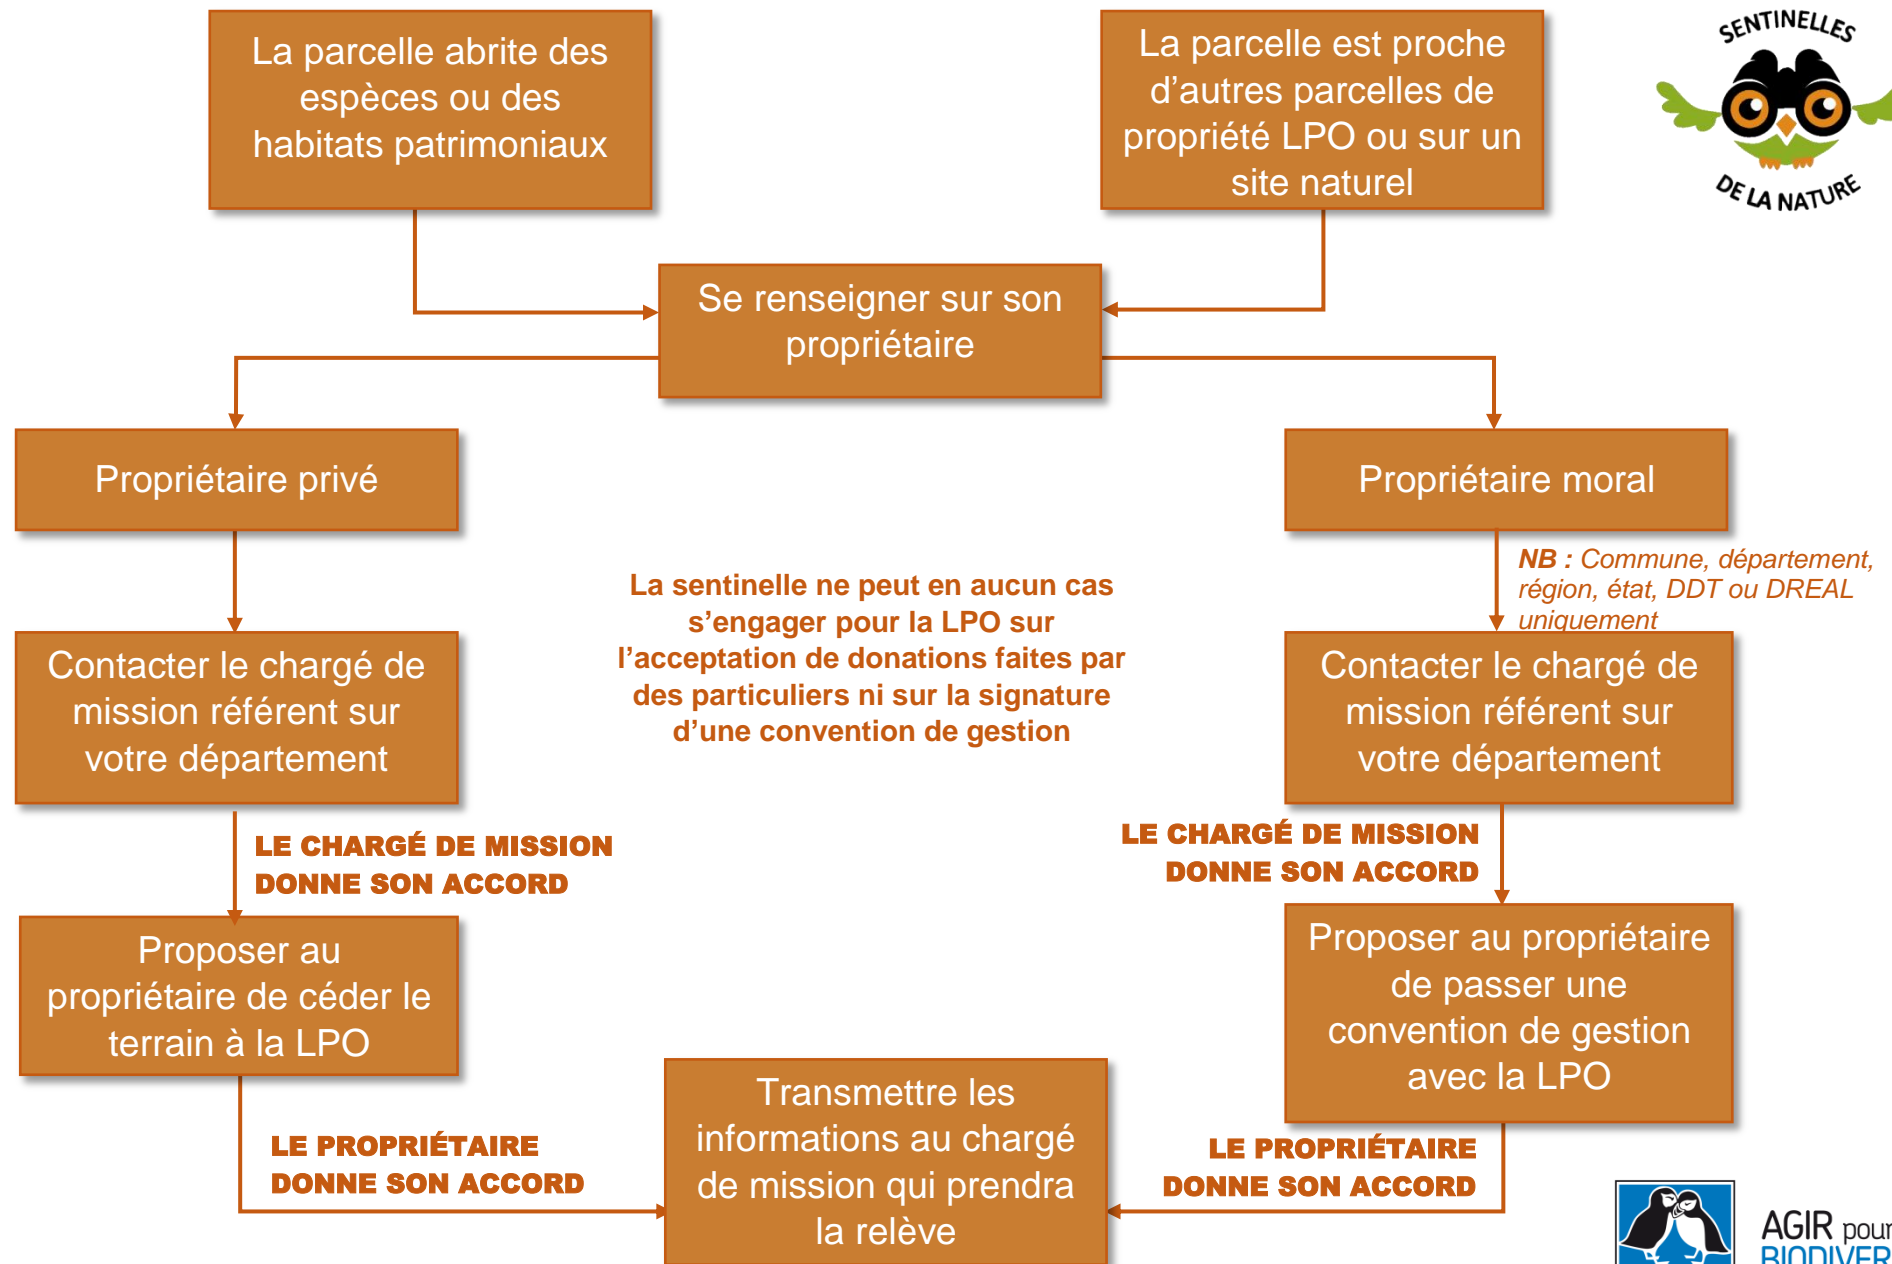 La parcelle abrite des
espèces ou des
habitats patrimoniaux
La parcelle est proche
d’autres parcelles de
propriété LPO ou sur un
site naturel
SENTINELLES
DE LA NATURE
Se renseigner sur son
propriétaire
Propriétaire privé
Propriétaire moral
NB : Commune, département,
région, état, DDT ou DREAL
uniquement
La sentinelle ne peut en aucun cas
s’engager pour la LPO sur
l’acceptation de donations faites par
des particuliers ni sur la signature
d’une convention de gestion
Contacter le chargé de
mission référent sur
votre département
Contacter le chargé de
mission référent sur
votre département
LE CHARGÉ DE MISSION
DONNE SON ACCORD
LE CHARGÉ DE MISSION
DONNE SON ACCORD
Proposer au
propriétaire de céder le
terrain à la LPO
Proposer au propriétaire
de passer une
convention de gestion
avec la LPO
LE PROPRIÉTAIRE
DONNE SON ACCORD
Transmettre les
informations au chargé
de mission qui prendra
la relève
LE PROPRIÉTAIRE
DONNE SON ACCORD
AGIR pour
BIODIVER